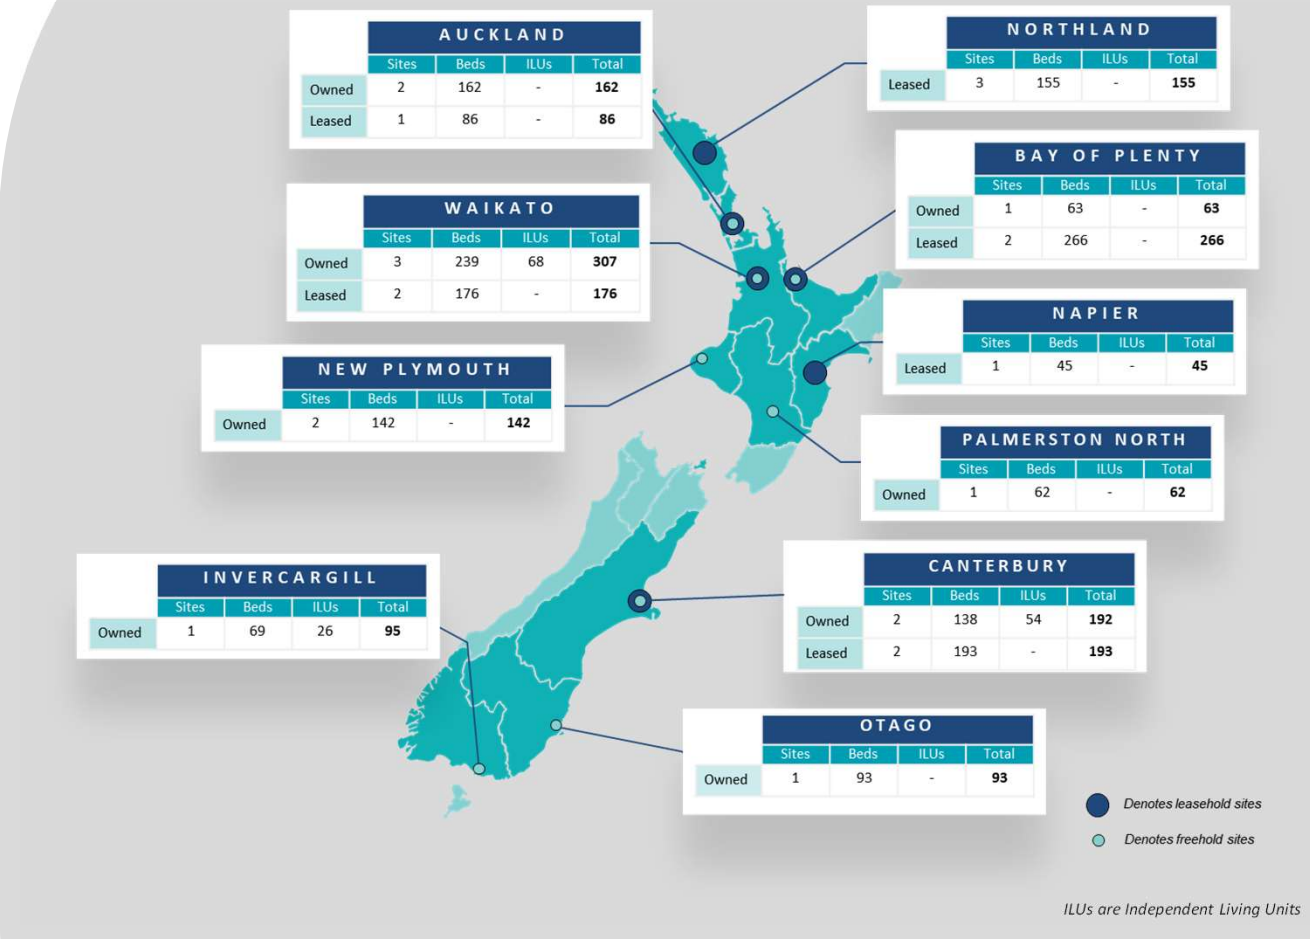 AUCKLAND
Sites Beds ILUs Total
Owned 2 162 - 162
Leased 1 86 - 86
NORTHLAND
Sites Beds ILUs Total
Leased 3 155 - 155
BAY OF PLENTY
Sites Beds ILUs Total
Owned 1 63 - 63
Leased 2 266 - 266
WAIKATO
Sites Beds ILUs Total
Owned 3 239 68 307
Leased 2 176 - 176
NAPIER
Sites Beds ILUs Total
Leased 1 45 - 45
NEW PLYMOUTH
Sites Beds ILUs Total
Owned 2 142 - 142
PALMERSTON NORTH
Sites Beds ILUs Total
Owned 1 62 - 62
INVERCARGILL
Sites Beds ILUs Total
Owned 1 69 26 95
CANTERBURY
Sites Beds ILUs Total
Owned 2 138 54 192
Leased 2 193 - 193
OTAGO
Sites Beds ILUs Total
Owned 1 93 - 93
Denotes leasehold sites
Denotes freehold sites
ILUs are Independent Living Units